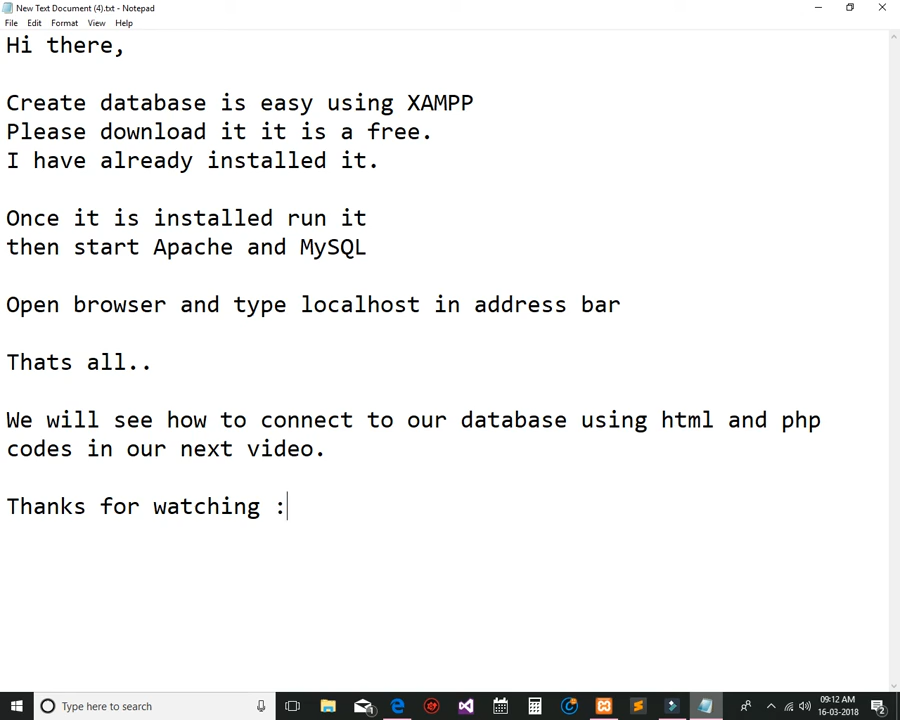 New Text Document (4).txt - Notepad
File Edit Format View Help
Hi there,
Create database is easy using XAMPP
Please download it it is a free.
I have already installed it.
Once it is installed run it
then start Apache and MySQL
Open browser and type localhost in address bar
Thats all..
We will see how to connect to our database using html and php
codes in our next video.
Thanks for watching :
Type here to search
09:12 AM
16-03-2018
2